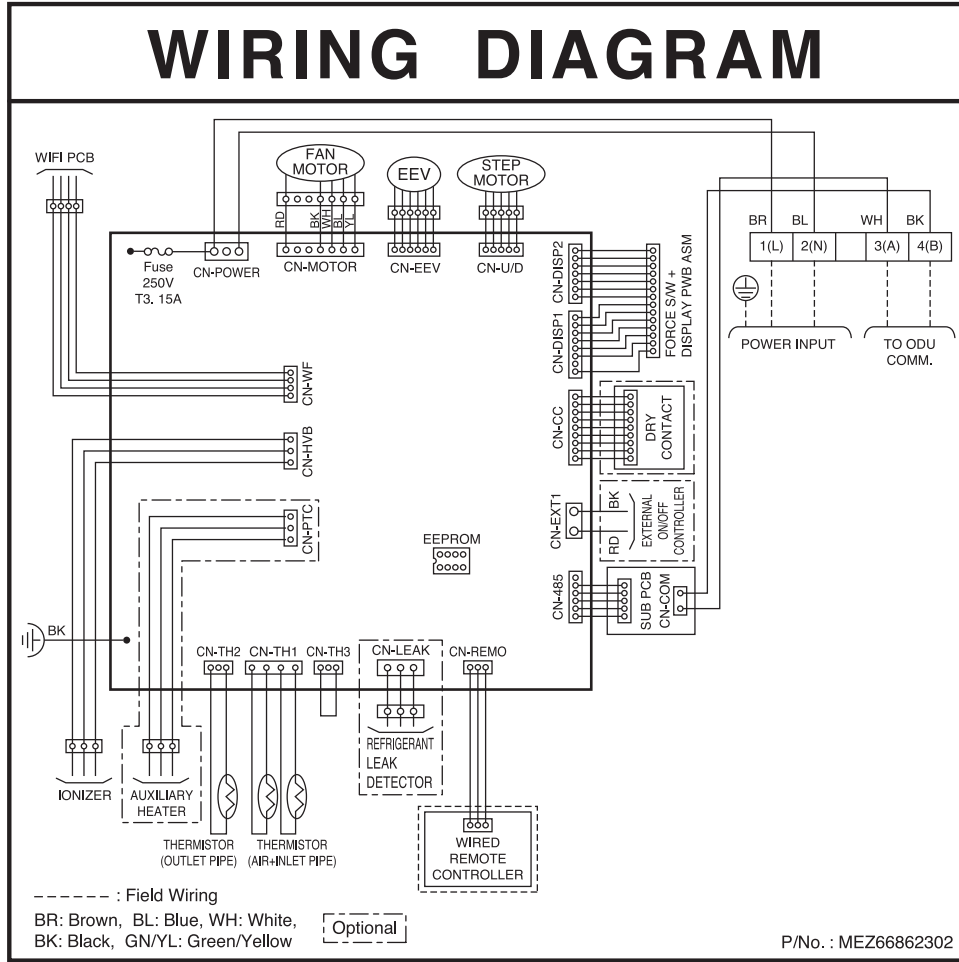 WIRING DIAGRAM
WIFI PCB
FAN
MOTOR
EEV
STEP
MOTOR
RD
BK
WH
BL
YL
BR
BL
WH
BK
1(L)
2(N)
3(A)
4(B)
Fuse
250V
T3. 15A
CN-POWER
CN-MOTOR
CN-EEV
CN-U/D
CN-DISP2
CN-DISP1
FORCE S/W +
DISPLAY PWB ASM
POWER INPUT
TO ODU
COMM.
CN-WF
CN-HVB
CN-PTC
CN-CC
DRY
CONTACT
CN-EXT1
BK
RD
EXTERNAL
ON/OFF
CONTROLLER
EEPROM
CN-485
SUB PCB
CN-COM
BK
CN-TH2
CN-TH1
CN-TH3
CN-LEAK
CN-REMO
REFRIGERANT
LEAK
DETECTOR
IONIZER
AUXILIARY
HEATER
THERMISTOR
(OUTLET PIPE)
THERMISTOR
(AIR+INLET PIPE)
WIRED
REMOTE
CONTROLLER
------- : Field Wiring
BR: Brown, BL: Blue, WH: White,
BK: Black, GN/YL: Green/Yellow
Optional
P/No. : MEZ66862302